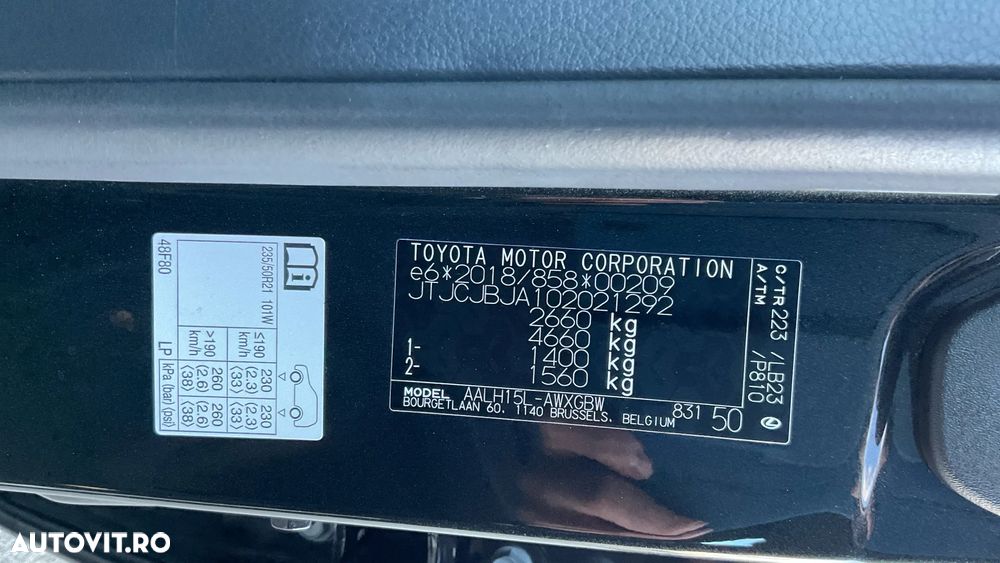 TOYOTA MOTOR CORPORATION
e6*2018/858*00209
JTJCJBJA102021292
2660 kg
4660 kg
1- 1400 kg
2- 1560 kg
MODEL AALH15L-AWXGBW
BOURGETLAAN 60. 1140 BRUSSELS. BELGIUM
831 50
C/TR 223 /LB23
A/TM /P810
235/50R21 101W
≤190 km/h 230 (2.3) (33) 230 (2.3) (33)
>190 km/h 260 (2.6) (38) 260 (2.6) (38)
LP kPa (bar) (psi)
48F80
AUTOVIT.RO